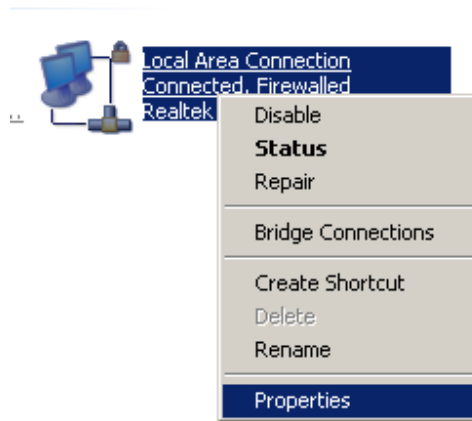 Local Area Connection
Connected, Firewalled
Realtek
Disable
Status
Repair
Bridge Connections
Create Shortcut
Delete
Rename
Properties